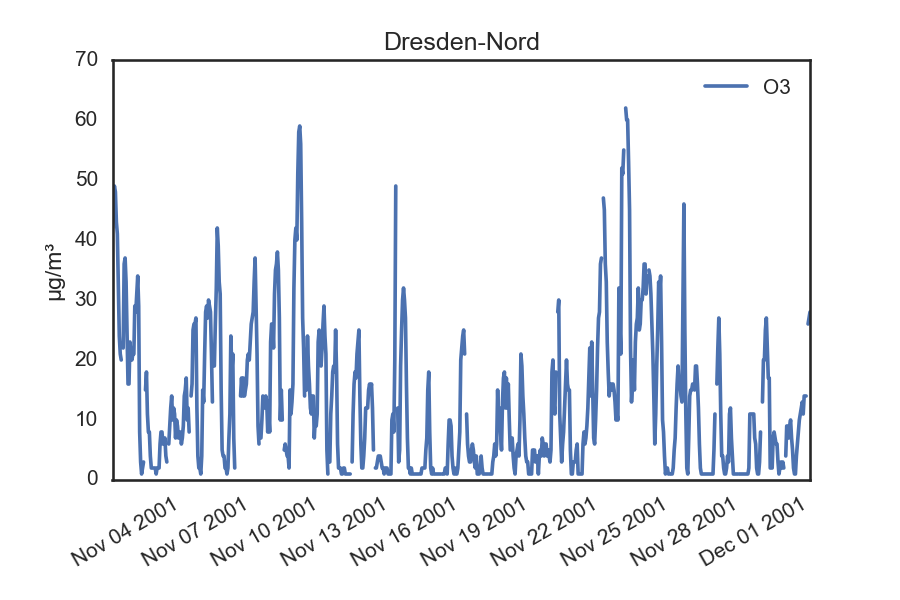 Dresden-Nord
O3
µg/m³
70
60
50
40
30
20
10
0
Nov 04 2001
Nov 07 2001
Nov 10 2001
Nov 13 2001
Nov 16 2001
Nov 19 2001
Nov 22 2001
Nov 25 2001
Nov 28 2001
Dec 01 2001